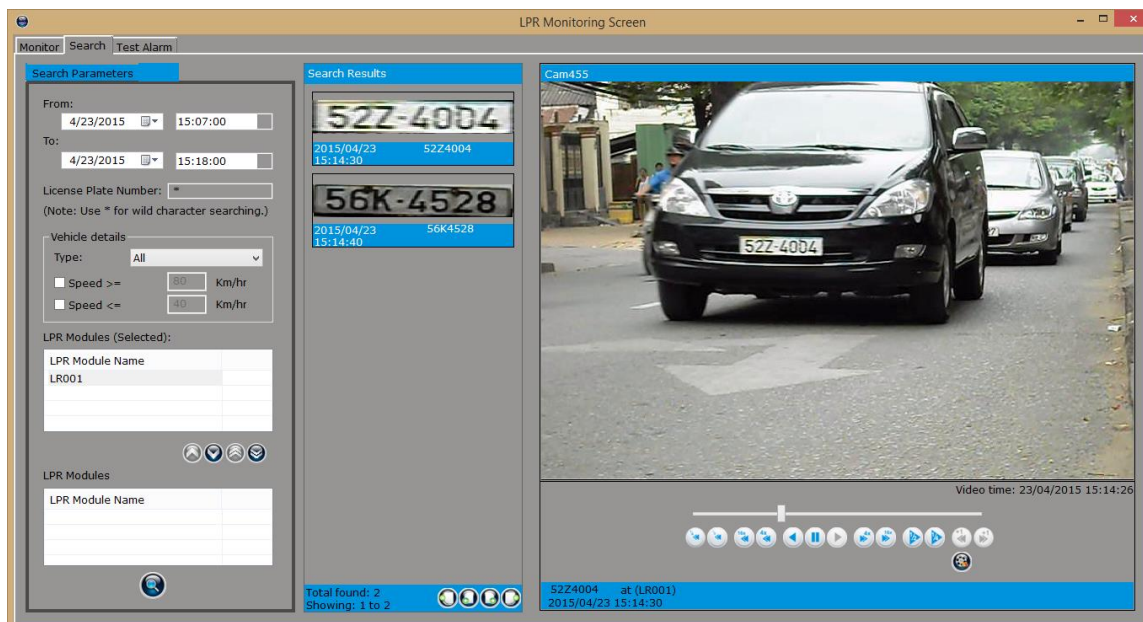 LPR Monitoring Screen
Monitor Search Test Alarm
Search Parameters
From:
4/23/2015 15:07:00
To:
4/23/2015 15:18:00
License Plate Number: *
(Note: Use * for wild character searching.)
Vehicle details
Type: All
Speed >= 80 Km/hr
Speed <= 40 Km/hr
LPR Modules (Selected):
LPR Module Name
LR001
LPR Modules
LPR Module Name
Search Results
52Z-4004
2015/04/23 52Z4004
15:14:30
56K-4528
2015/04/23 56K4528
15:14:40
Total found: 2
Showing: 1 to 2
Cam455
52Z-4004
Video time: 23/04/2015 15:14:26
52Z4004 at (LR001)
2015/04/23 15:14:30